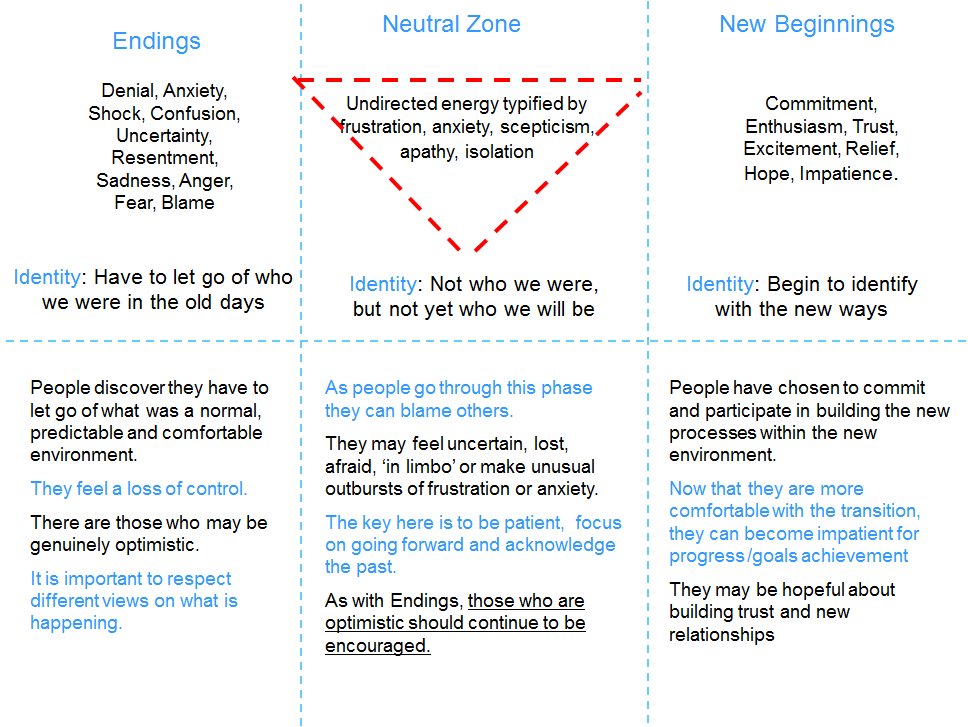 Endings
Denial, Anxiety,
Shock, Confusion,
Uncertainty,
Resentment,
Sadness, Anger,
Fear, Blame
Identity: Have to let go of who
we were in the old days
People discover they have to
let go of what was a normal,
predictable and comfortable
environment.
They feel a loss of control.
There are those who may be
genuinely optimistic.
It is important to respect
different views on what is
happening.
Neutral Zone
Undirected energy typified by
frustration, anxiety, scepticism,
apathy, isolation
Identity: Not who we were,
but not yet who we will be
As people go through this phase
they can blame others.
They may feel uncertain, lost,
afraid, ‘in limbo’ or make unusual
outbursts of frustration or anxiety.
The key here is to be patient, focus
on going forward and acknowledge
the past.
As with Endings, those who are
optimistic should continue to be
encouraged.
New Beginnings
Commitment,
Enthusiasm, Trust,
Excitement, Relief,
Hope, Impatience.
Identity: Begin to identify
with the new ways
People have chosen to commit
and participate in building the new
processes within the new
environment.
Now that they are more
comfortable with the transition,
they can become impatient for
progress/goals achievement
They may be hopeful about
building trust and new
relationships